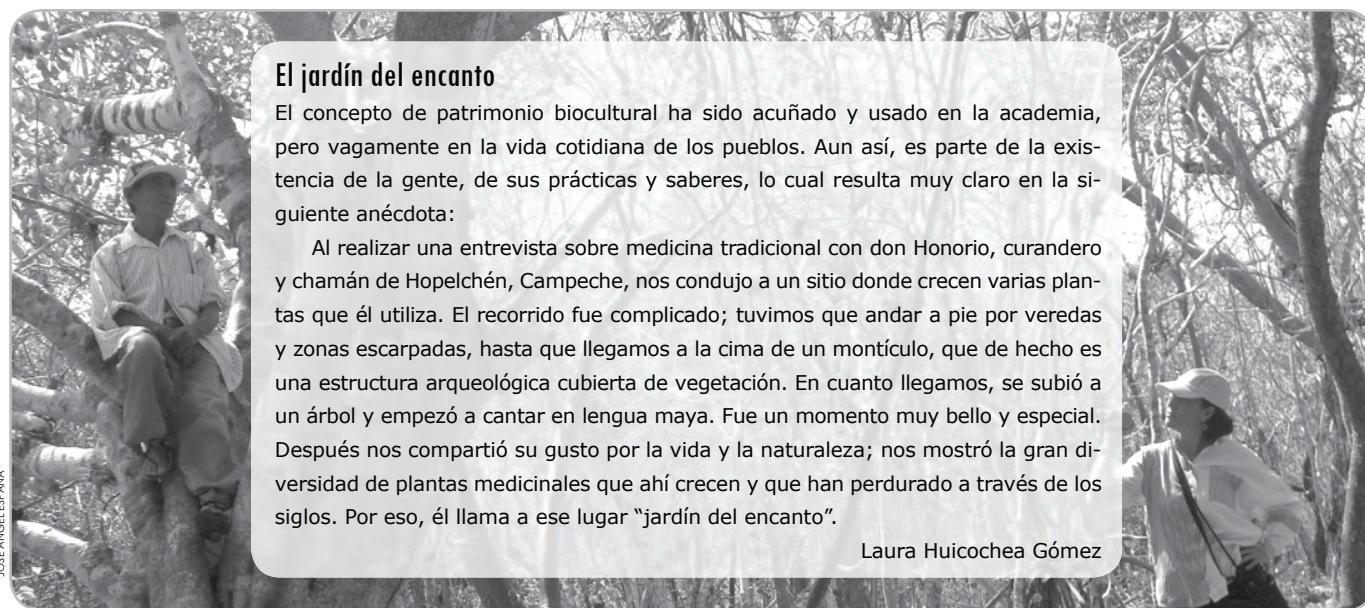 El jardín del encanto
El concepto de patrimonio biocultural ha sido acuñado y usado en la academia,
pero vagamente en la vida cotidiana de los pueblos. Aun así, es parte de la exis-
tencia de la gente, de sus prácticas y saberes, lo cual resulta muy claro en la si-
guiente anécdota:
Al realizar una entrevista sobre medicina tradicional con don Honorio, curandero
y chamán de Hopelchén, Campeche, nos condujo a un sitio donde crecen varias plan-
tas que él utiliza. El recorrido fue complicado; tuvimos que andar a pie por veredas
y zonas escarpadas, hasta que llegamos a la cima de un montículo, que de hecho es
una estructura arqueológica cubierta de vegetación. En cuanto llegamos, se subió a
un árbol y empezó a cantar en lengua maya. Fue un momento muy bello y especial.
Después nos compartió su gusto por la vida y la naturaleza; nos mostró la gran di-
versidad de plantas medicinales que ahí crecen y que han perdurado a través de los
siglos. Por eso, él llama a ese lugar “jardín del encanto”.
Laura Huicochea Gómez
JOSÉ ÁNGEL ESPAÑA